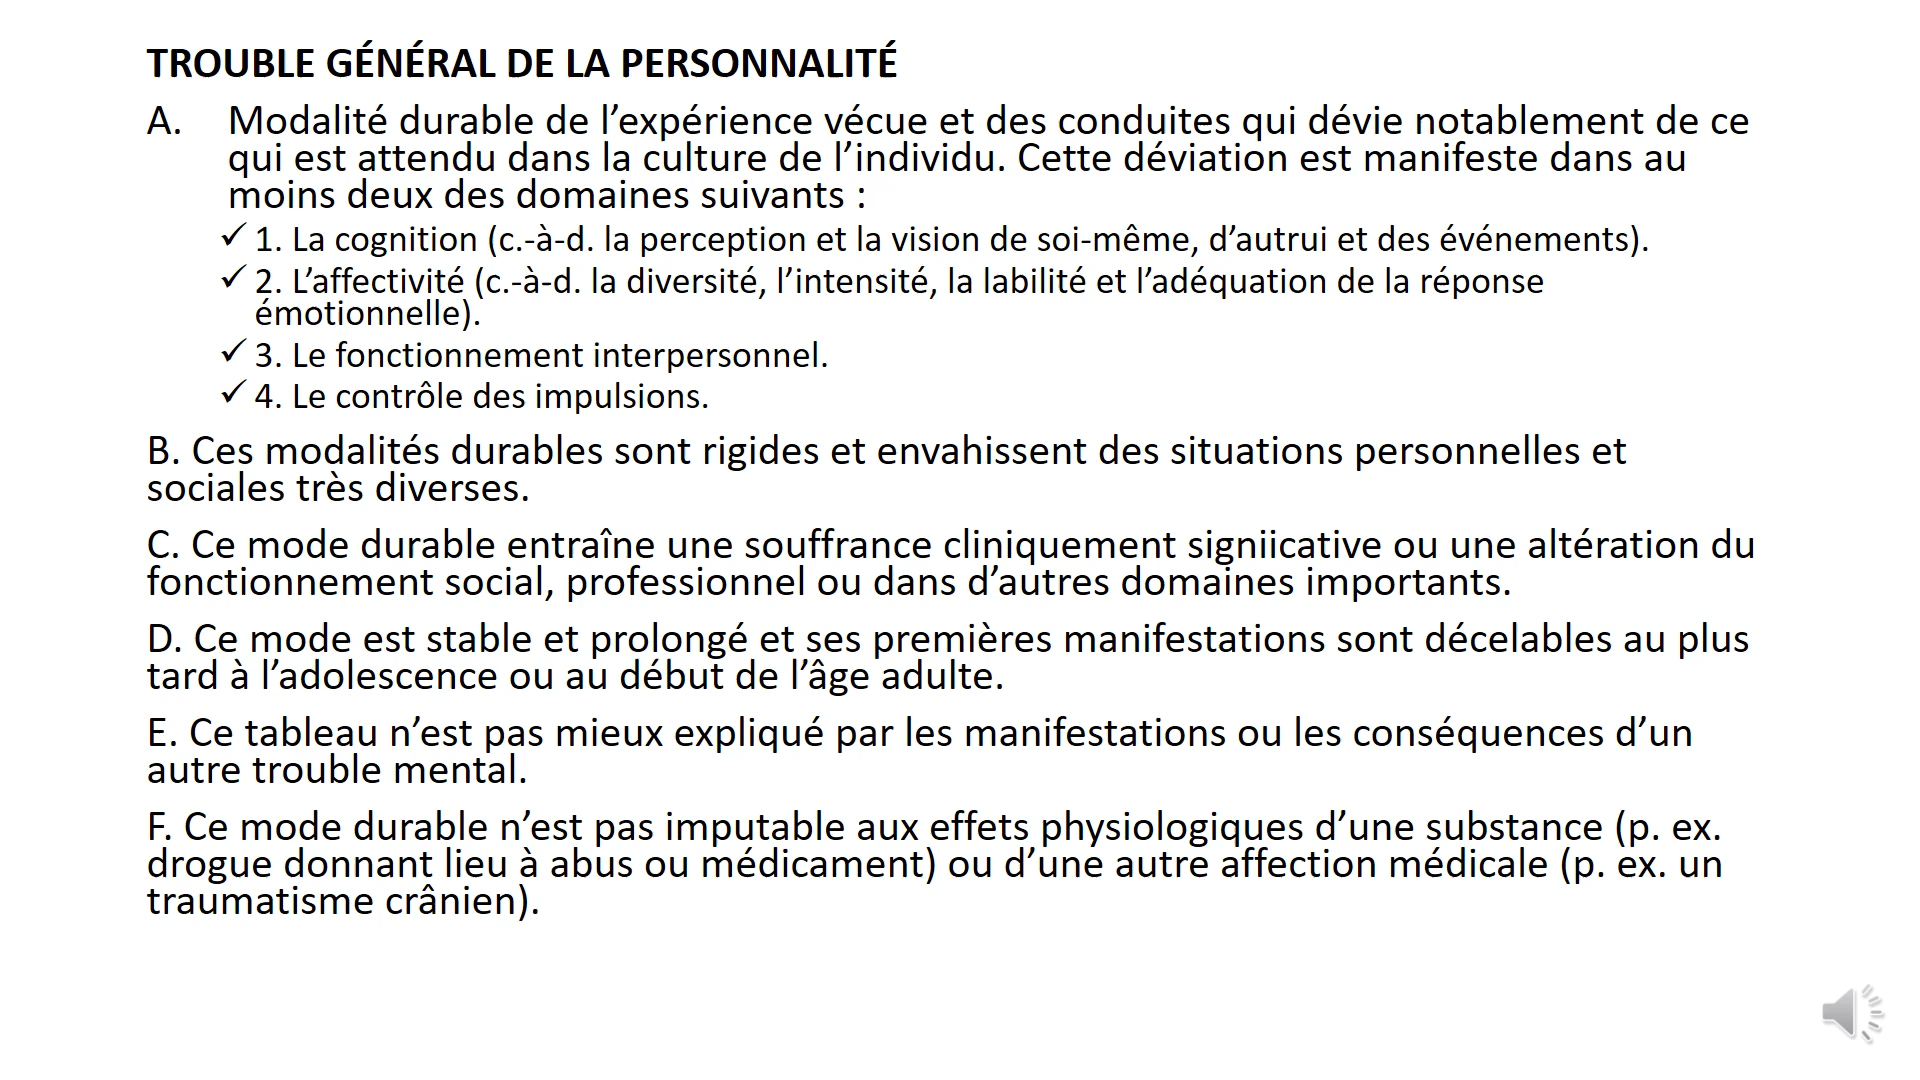 TROUBLE GÉNÉRAL DE LA PERSONNALITÉ
A. Modalité durable de l’expérience vécue et des conduites qui dévie notablement de ce
qui est attendu dans la culture de l’individu. Cette déviation est manifeste dans au
moins deux des domaines suivants :
✓ 1. La cognition (c.-à-d. la perception et la vision de soi-même, d’autrui et des événements).
✓ 2. L’affectivité (c.-à-d. la diversité, l’intensité, la labilité et l’adéquation de la réponse
émotionnelle).
✓ 3. Le fonctionnement interpersonnel.
✓ 4. Le contrôle des impulsions.
B. Ces modalités durables sont rigides et envahissent des situations personnelles et
sociales très diverses.
C. Ce mode durable entraîne une souffrance cliniquement signiicative ou une altération du
fonctionnement social, professionnel ou dans d’autres domaines importants.
D. Ce mode est stable et prolongé et ses premières manifestations sont décelables au plus
tard à l’adolescence ou au début de l’âge adulte.
E. Ce tableau n’est pas mieux expliqué par les manifestations ou les conséquences d’un
autre trouble mental.
F. Ce mode durable n’est pas imputable aux effets physiologiques d’une substance (p. ex.
drogue donnant lieu à abus ou médicament) ou d’une autre affection médicale (p. ex. un
traumatisme crânien).